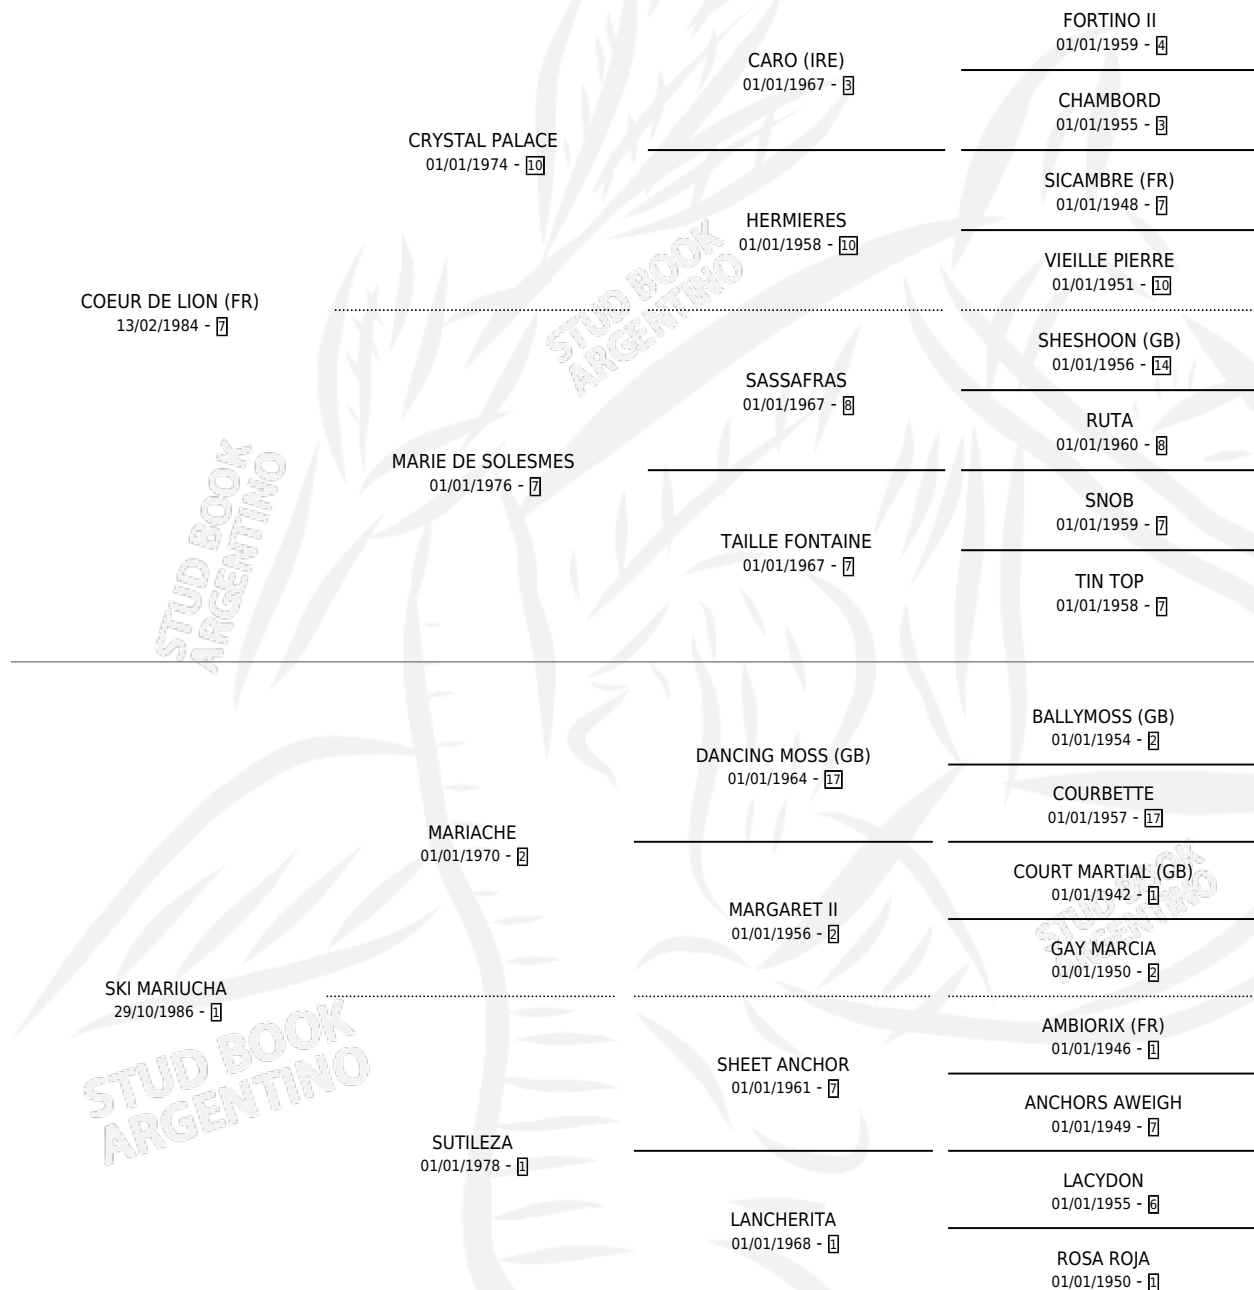 FORTINO II
01/01/1959 - 4
CARO (IRE)
01/01/1967 - 3
CHAMBORD
01/01/1955 - 3
CRYSTAL PALACE
01/01/1974 - 10
SICAMBRE (FR)
01/01/1948 - 7
HERMIERES
01/01/1958 - 10
VIEILLE PIERRE
01/01/1951 - 10
COEUR DE LION (FR)
13/02/1984 - 7
SHESHOON (GB)
01/01/1956 - 14
SASSAFRAS
01/01/1967 - 8
RUTA
01/01/1960 - 8
MARIE DE SOLESMES
01/01/1976 - 7
SNOB
01/01/1959 - 7
TAILLE FONTAINE
01/01/1967 - 7
TIN TOP
01/01/1958 - 7
BALLYMOSS (GB)
01/01/1954 - 2
DANCING MOSS (GB)
01/01/1964 - 17
COURBETTE
01/01/1957 - 17
MARIACHE
01/01/1970 - 2
COURT MARTIAL (GB)
01/01/1942 - 1
MARGARET II
01/01/1956 - 2
GAY MARCIA
01/01/1950 - 2
SKI MARIUCHA
29/10/1986 - 1
AMBIORIX (FR)
01/01/1946 - 1
SHEET ANCHOR
01/01/1961 - 7
ANCHORS AWEIGH
01/01/1949 - 7
SUTILEZA
01/01/1978 - 1
LACYDON
01/01/1955 - 6
LANCHERITA
01/01/1968 - 1
ROSA ROJA
01/01/1950 - 1
STUD BOOK
ARGENTINO
STUD BOOK
ARGENTINO
STUD BOOK
ARGENTINO
STUD BOOK
ARGENTINO